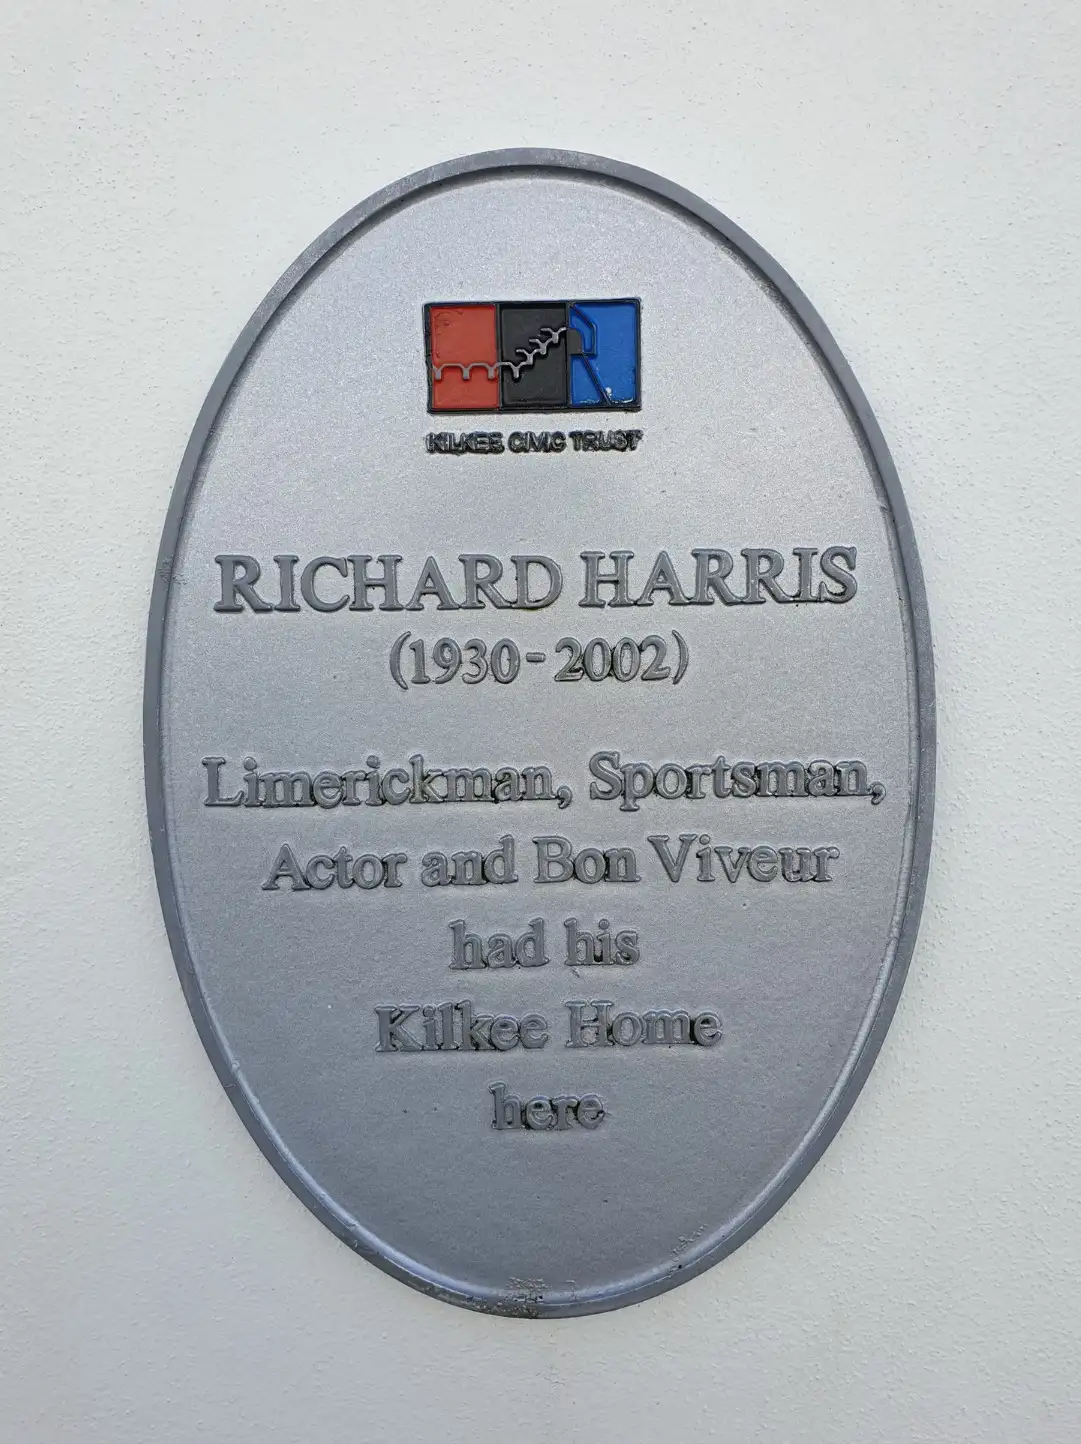 KILKEE CIVIC TRUST
RICHARD HARRIS
(1930-2002)
Limerickman, Sportsman,
Actor and Bon Viveur
had his
Kilkee Home
here